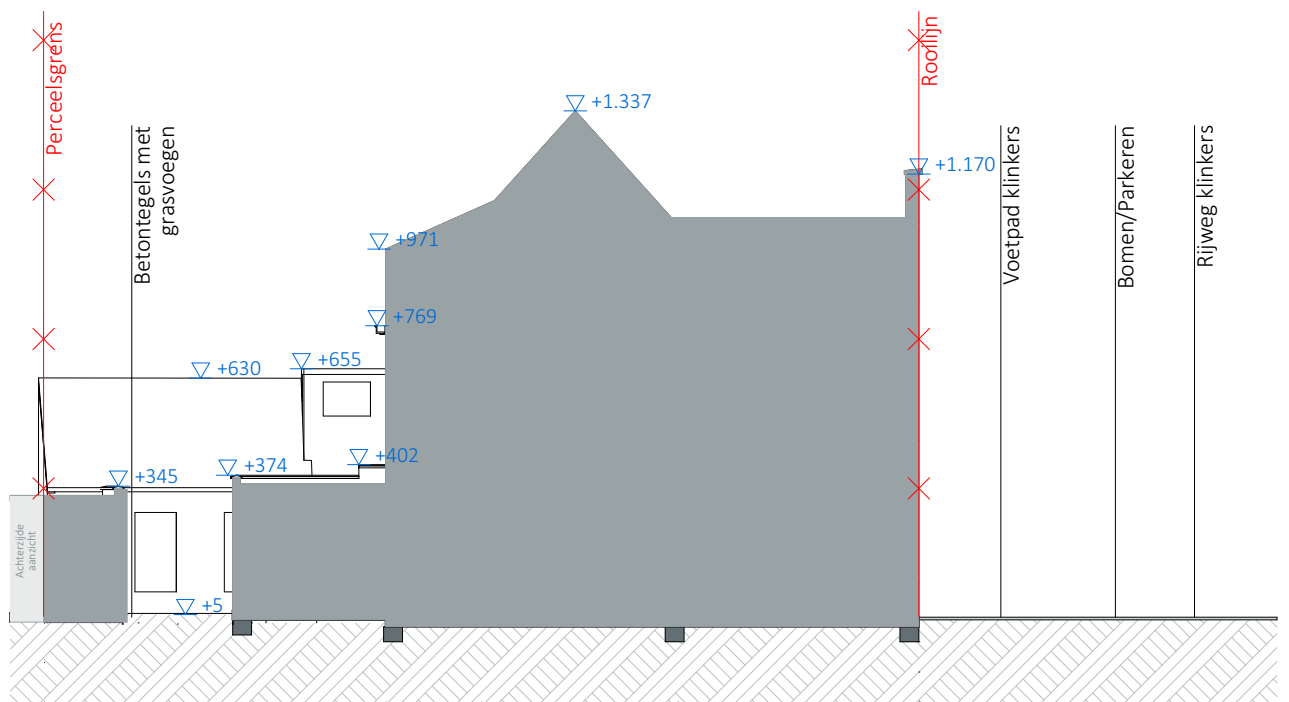 Perceelsgrens
Betontegels met
grasvoegen
+1.337
+1.170
Rooilijn
Voetpad klinkers
Bomen/Parkeren
Rijweg klinkers
+971
+769
+655
+630
+402
+374
+345
Achterzijde
aanzicht
+5